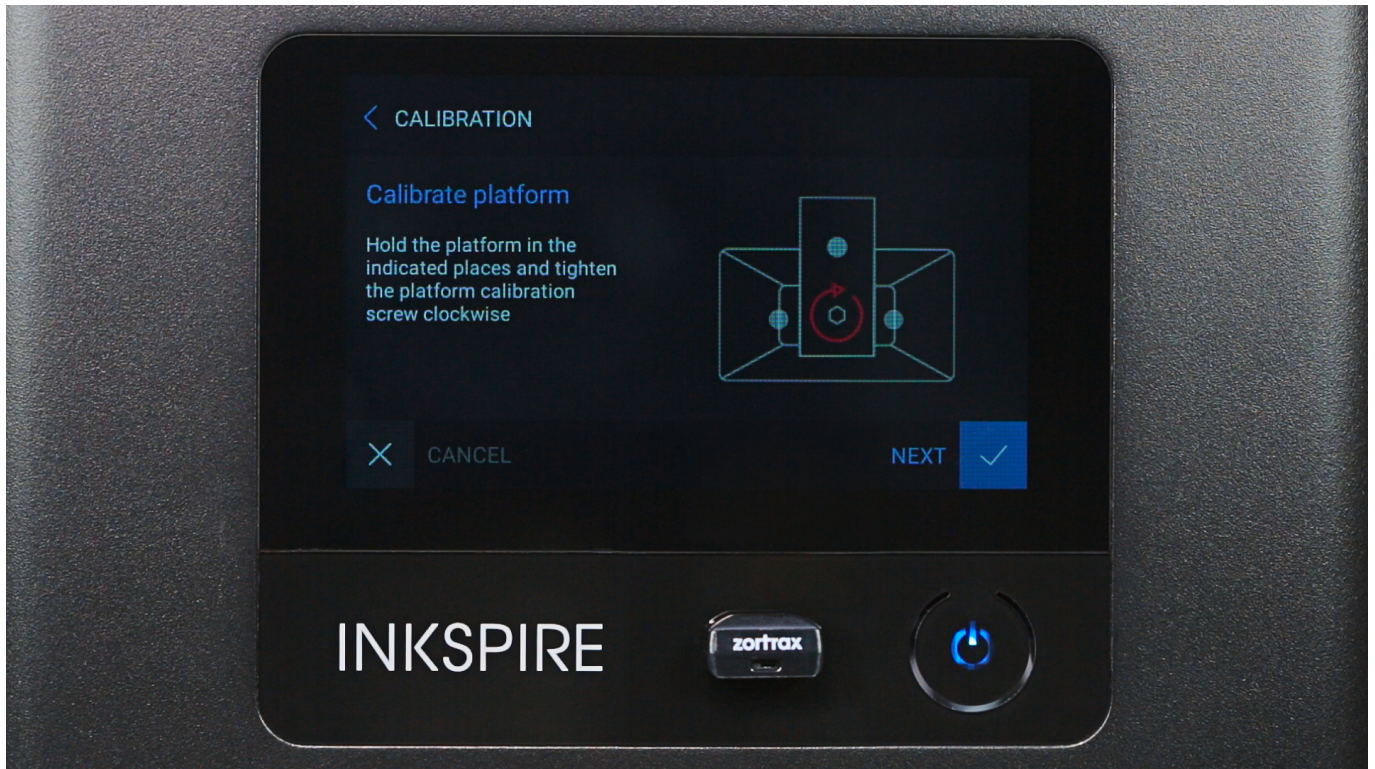 CALIBRATION
Calibrate platform
Hold the platform in the
indicated places and tighten
the platform calibration
screw clockwise
CANCEL
NEXT
INKSPIRE
zortrax